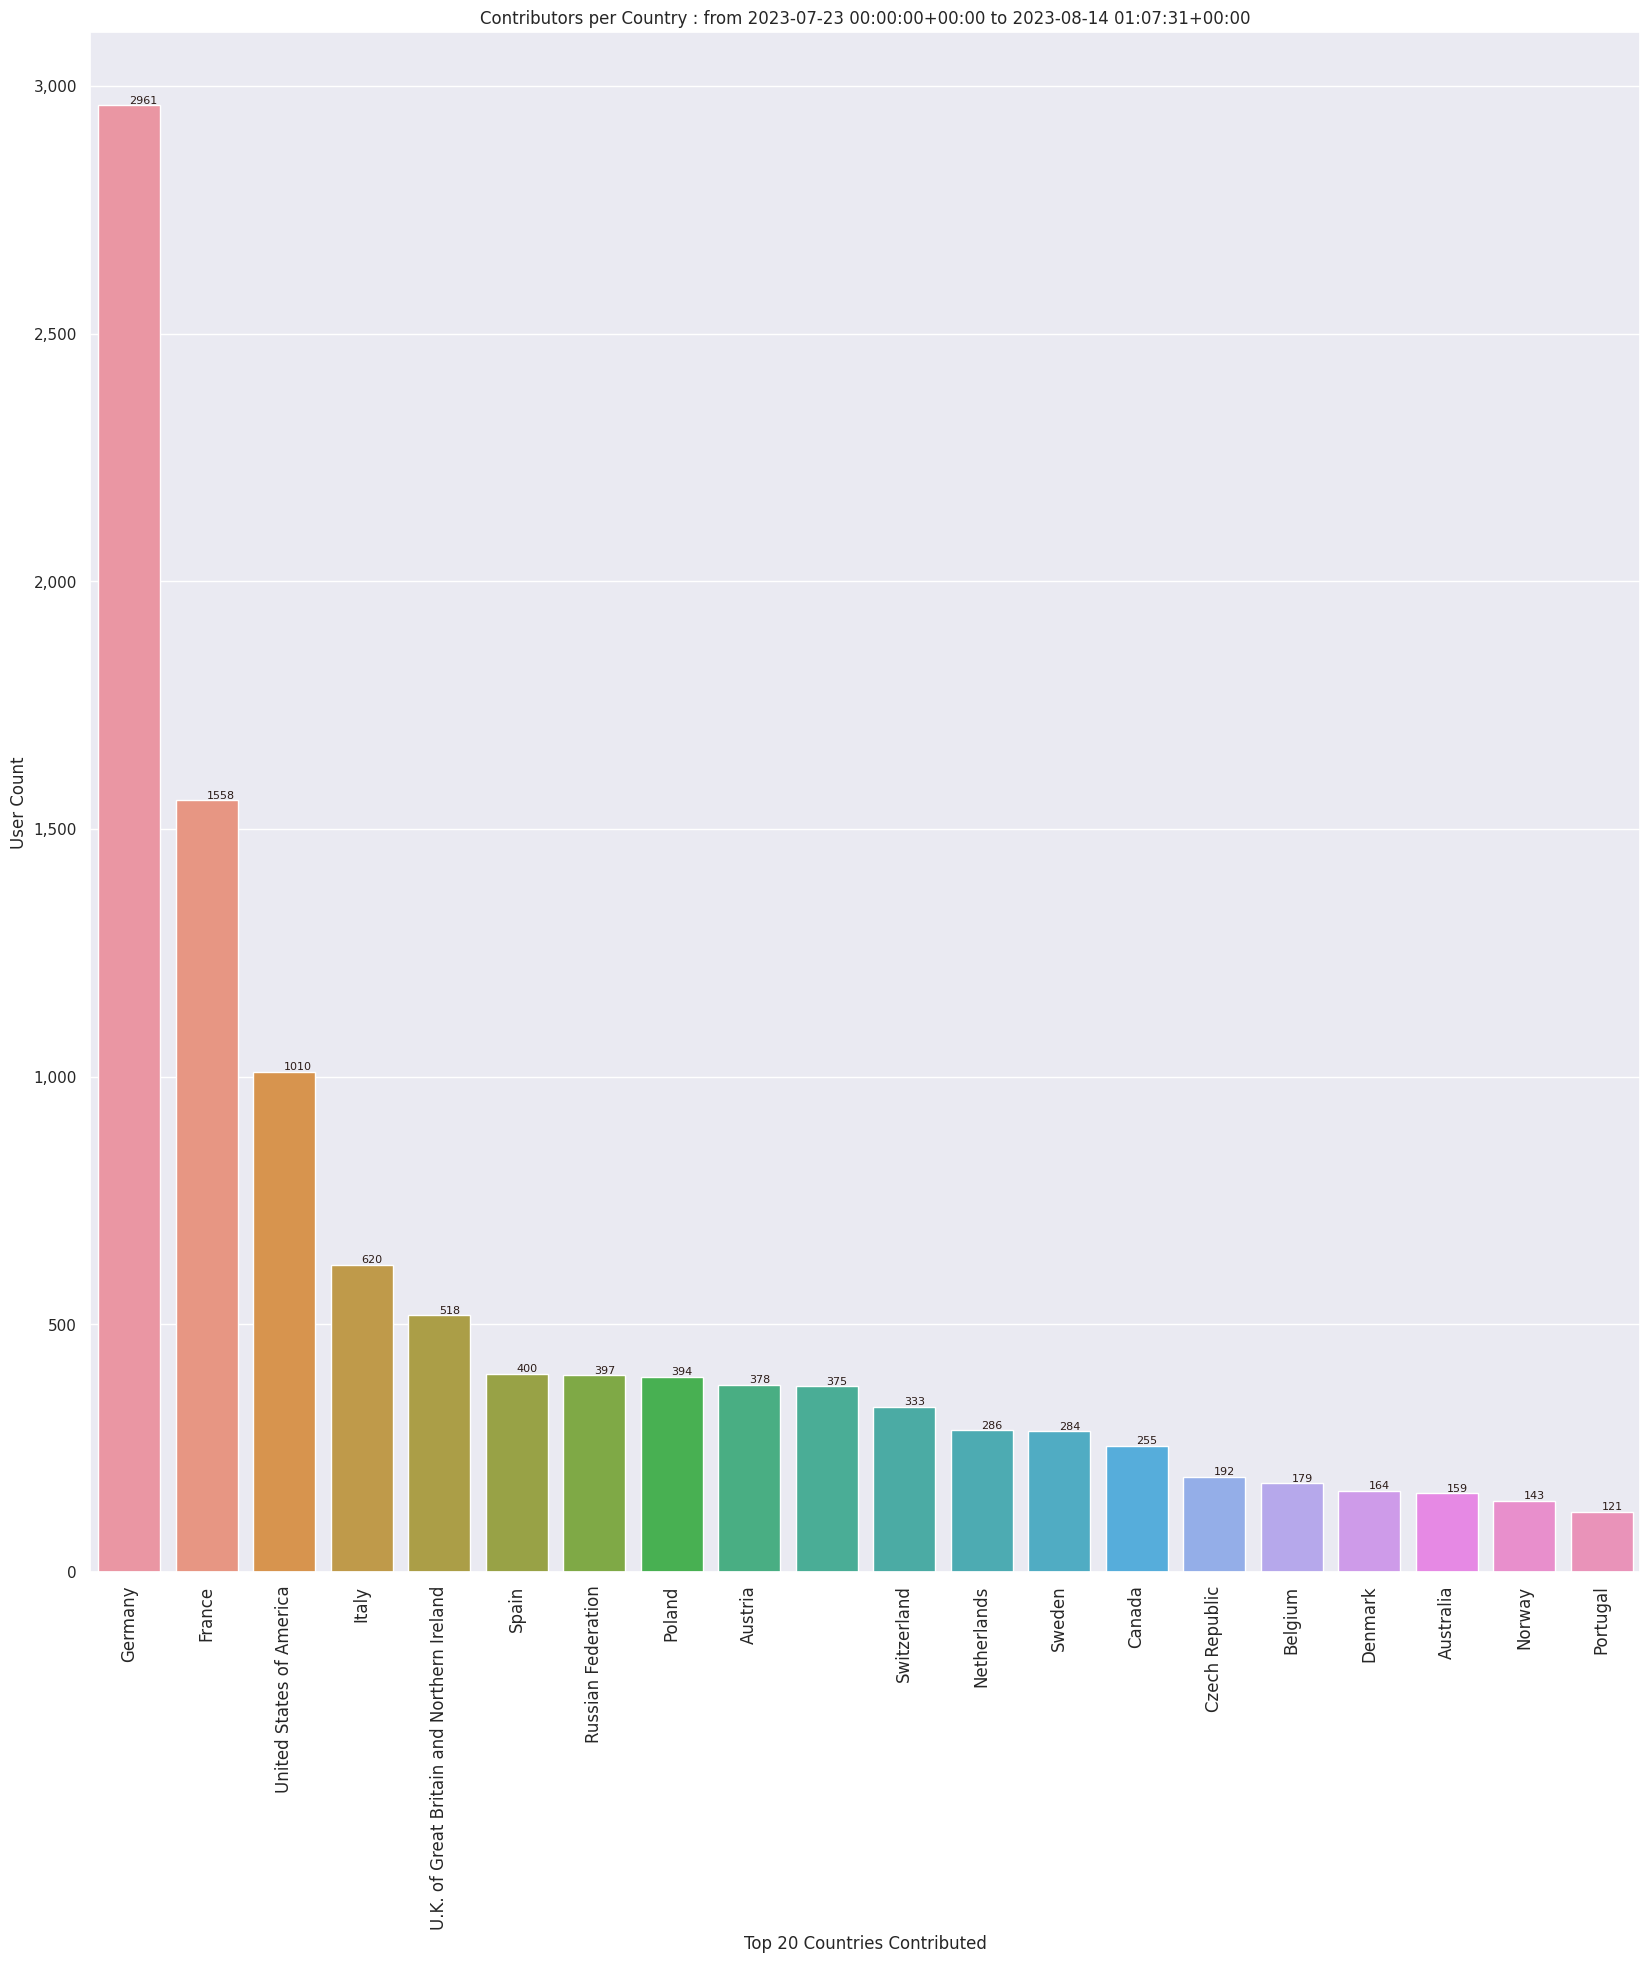 Contributors per Country : from 2023-07-23 00:00:00+00:00 to 2023-08-14 01:07:31+00:00
User Count
3,000
2,500
2,000
1,500
1,000
500
0
2961
1558
1010
620
518
400
397
394
378
375
333
286
284
255
192
179
164
159
143
121
Germany
France
United States of America
Italy
U.K. of Great Britain and Northern Ireland
Spain
Russian Federation
Poland
Austria
Switzerland
Netherlands
Sweden
Canada
Czech Republic
Belgium
Denmark
Australia
Norway
Portugal
Top 20 Countries Contributed